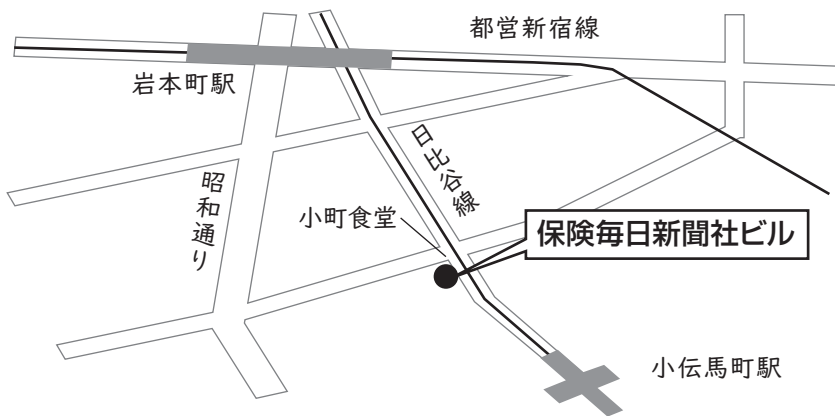 都営新宿線
岩本町駅
日比谷線
昭和通り
小町食堂
保険毎日新聞社ビル
小伝馬町駅